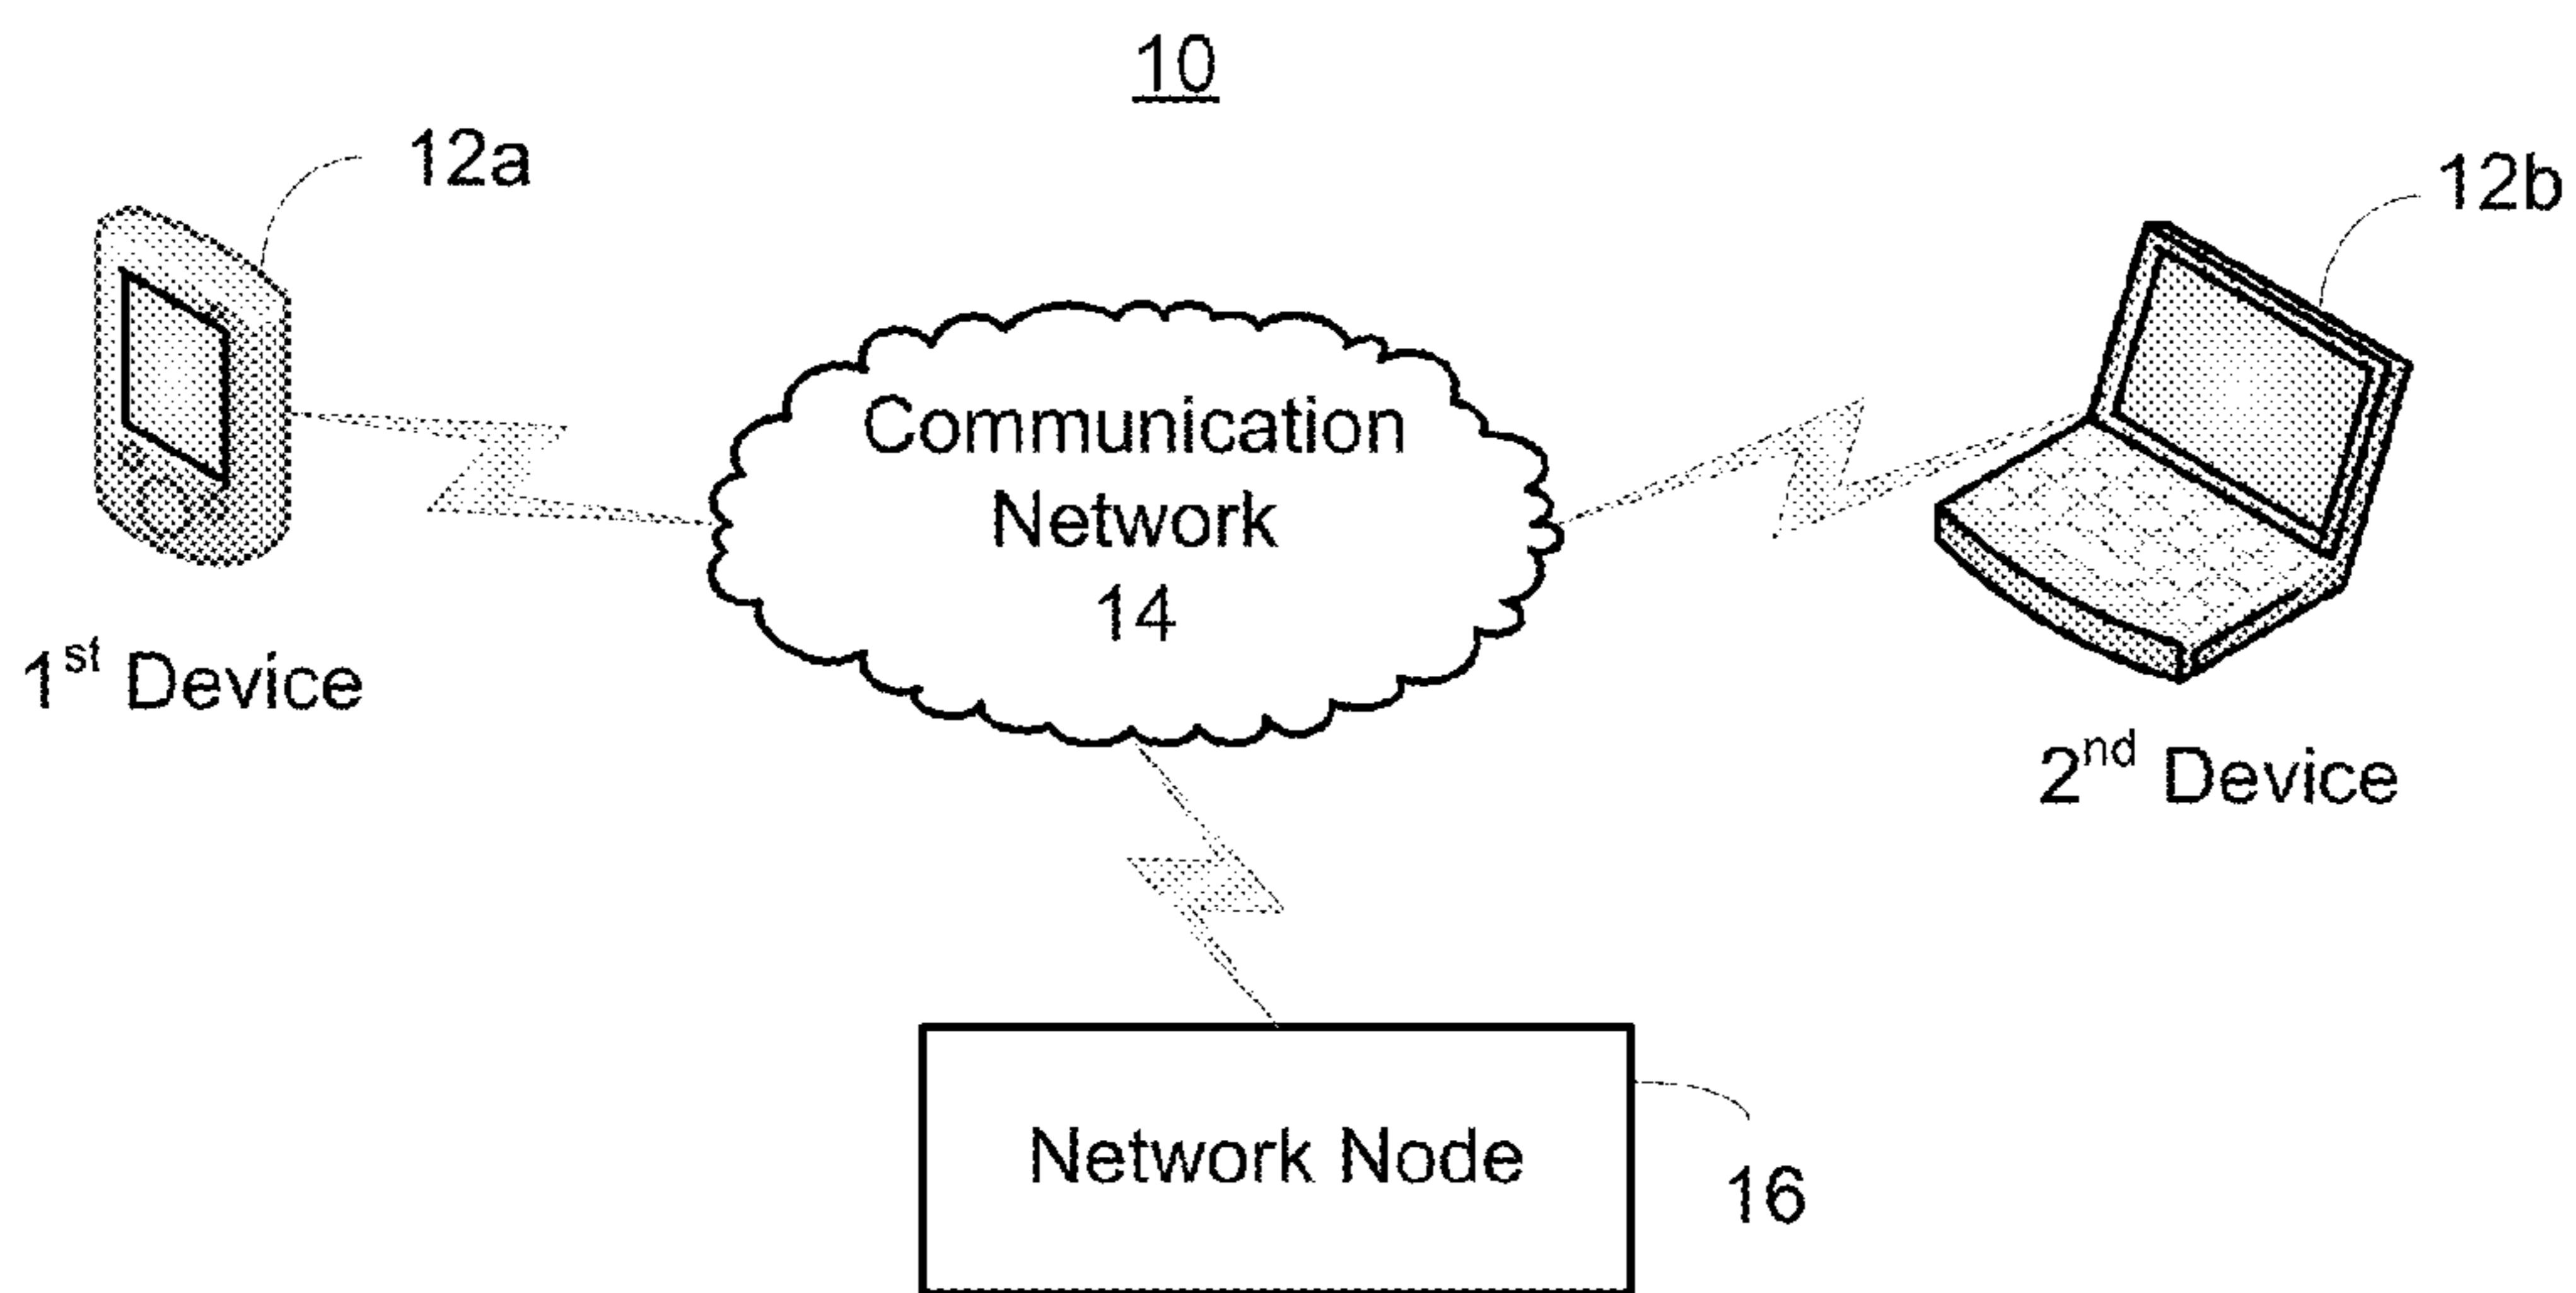 10
12a
12b
Communication
Network
14
1st Device
2nd Device
Network Node
16